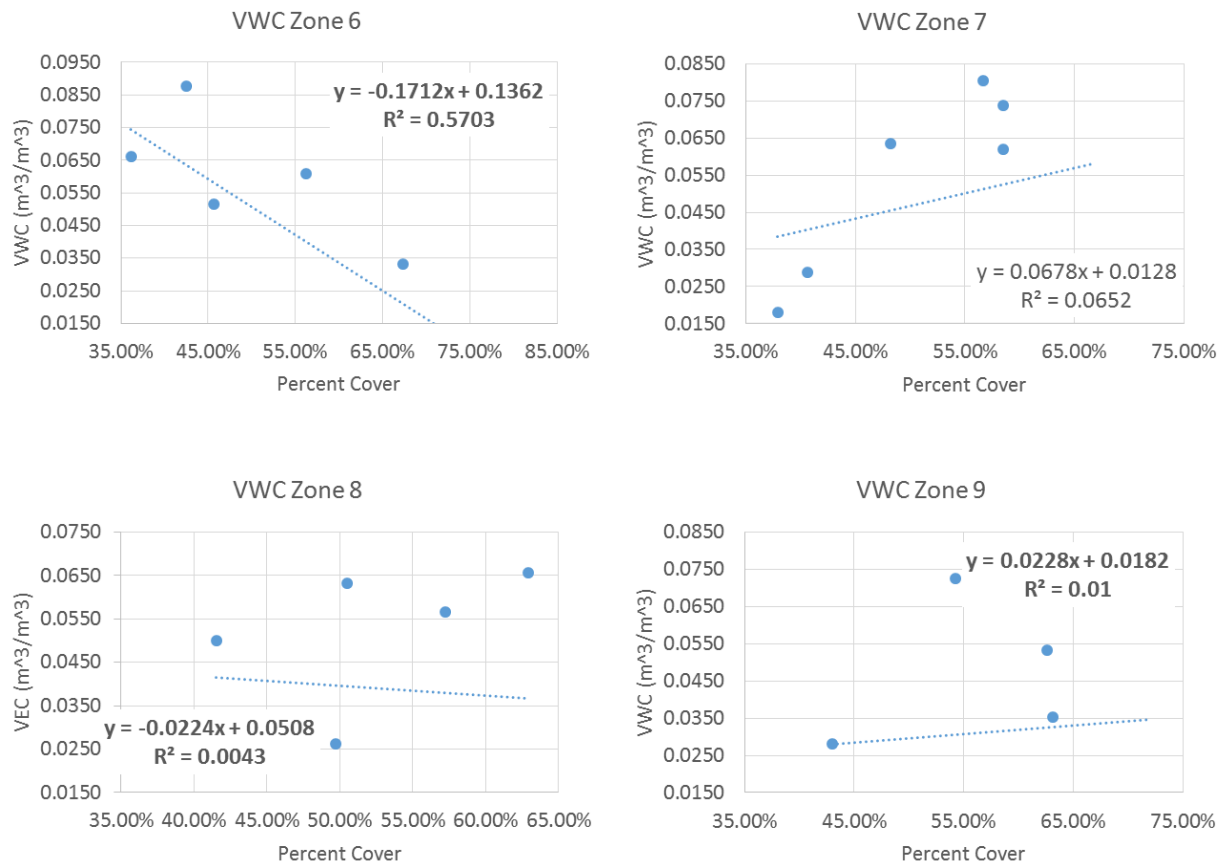 VWC Zone 6
VWC (m^3/m^3)
0.0950
0.0850
0.0750
0.0650
0.0550
0.0450
0.0350
0.0250
0.0150
y = -0.1712x + 0.1362
R² = 0.5703
35.00% 45.00% 55.00% 65.00% 75.00% 85.00%
Percent Cover
VWC Zone 7
VWC (m^3/m^3)
0.0850
0.0750
0.0650
0.0550
0.0450
0.0350
0.0250
0.0150
y = 0.0678x + 0.0128
R² = 0.0652
35.00% 45.00% 55.00% 65.00% 75.00%
Percent Cover
VWC Zone 8
VEC (m^3/m^3)
0.0750
0.0650
0.0550
0.0450
0.0350
0.0250
0.0150
y = -0.0224x + 0.0508
R² = 0.0043
35.00% 40.00% 45.00% 50.00% 55.00% 60.00% 65.00%
Percent Cover
VWC Zone 9
VWC (m^3/m^3)
0.0850
0.0750
0.0650
0.0550
0.0450
0.0350
0.0250
0.0150
y = 0.0228x + 0.0182
R² = 0.01
35.00% 45.00% 55.00% 65.00% 75.00%
Percent Cover